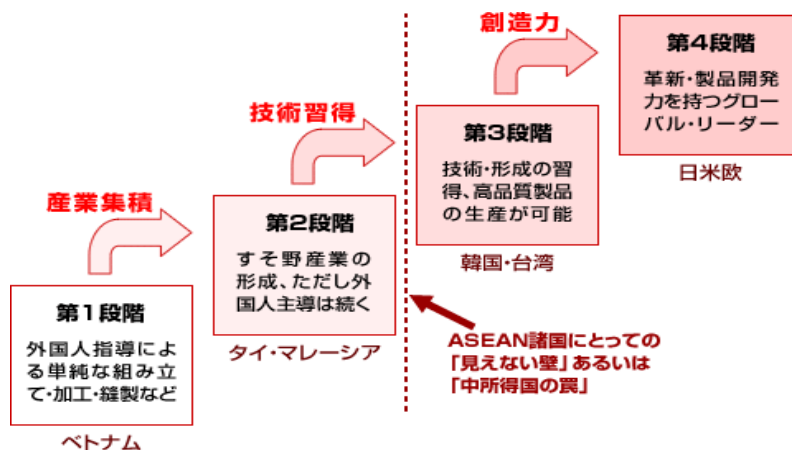 創造力
第4段階
革新・製品開発
力を持つグロー
バル・リーダー
日米欧
技術習得
第3段階
技術・形成の習
得、高品質製品
の生産が可能
韓国・台湾
産業集積
第2段階
すそ野産業の
形成、ただし外
国人主導は続く
タイ・マレーシア
第1段階
外国人指導によ
る単純な組み立
て・加工・縫製など
ベトナム
ASEAN諸国にとっての
「見えない壁」あるいは
「中所得国の罠」